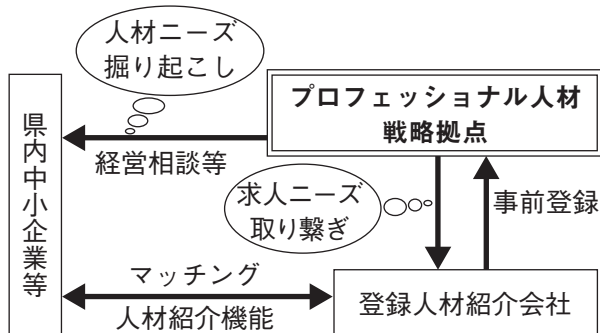 人材ニーズ
掘り起こし
プロフェッショナル人材
戦略拠点
県内中小企業等
経営相談等
求人ニーズ
取り繋ぎ
事前登録
マッチング
人材紹介機能
登録人材紹介会社